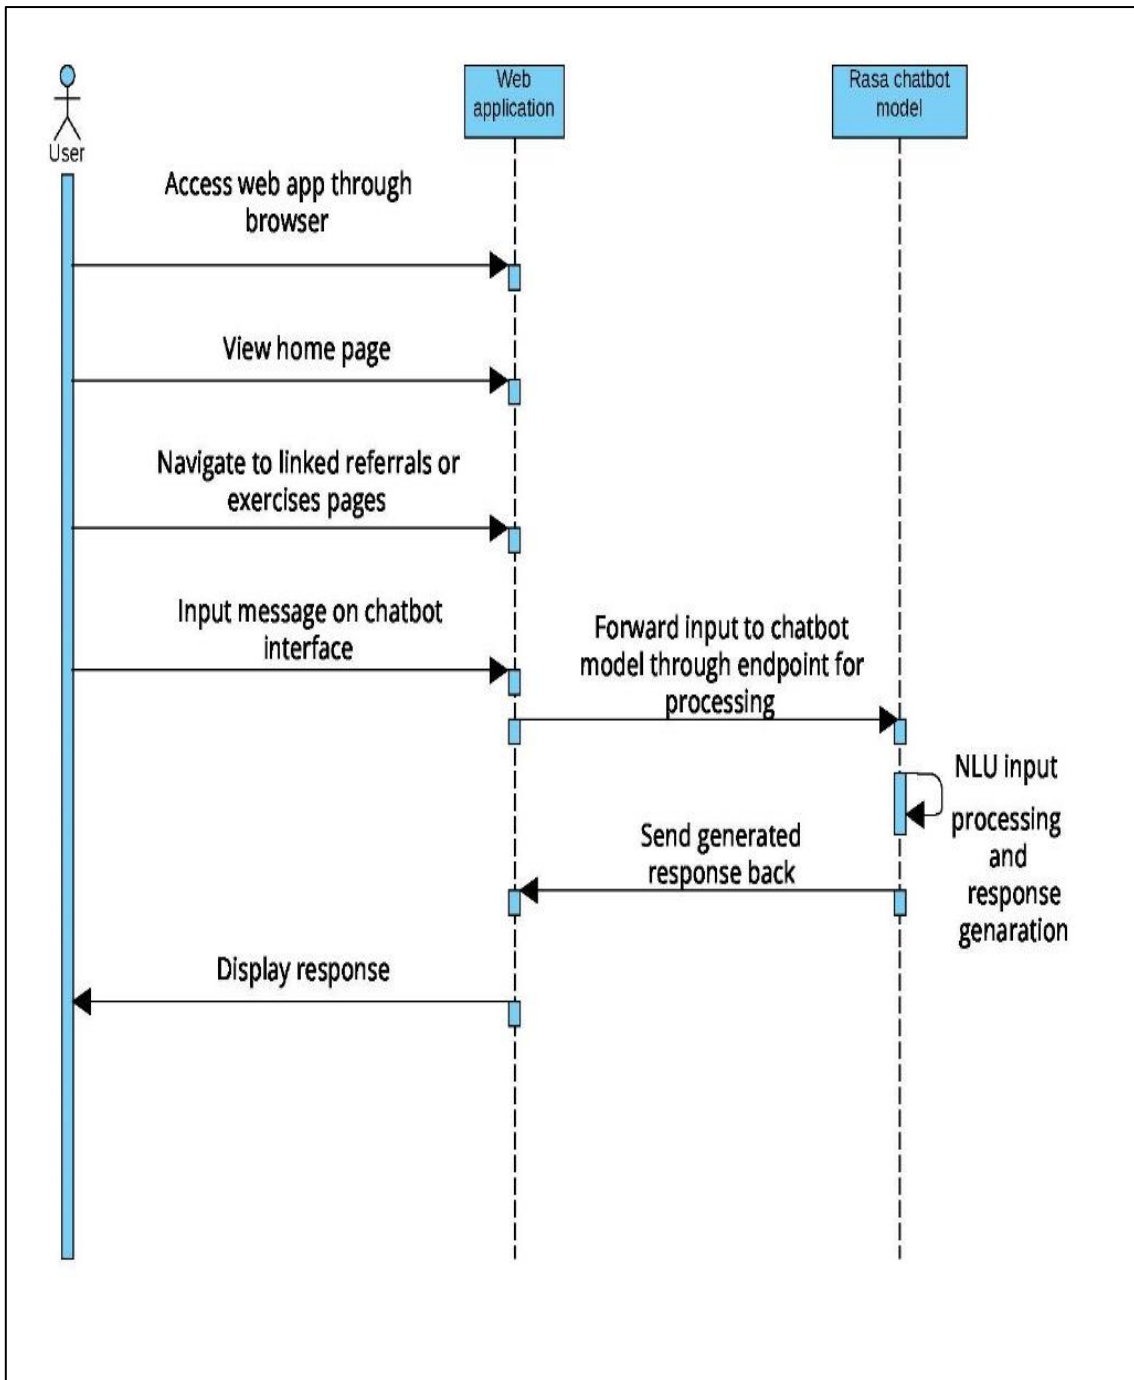 Web
application
Rasa chatbot
model
User
Access web app through
browser
View home page
Navigate to linked referrals or
exercises pages
Input message on chatbot
interface
Forward input to chatbot
model through endpoint for
processing
NLU input
processing
and
response
genaration
Send generated
response back
Display response